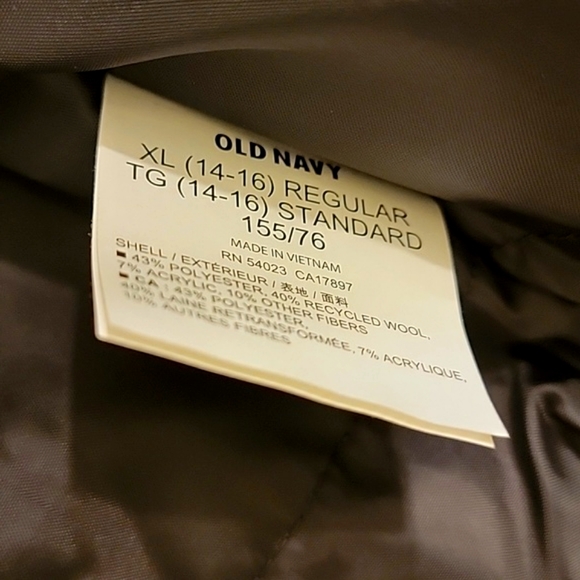 OLD NAVY
XL (14-16) REGULAR
TG (14-16) STANDARD
155/76
MADE IN VIETNAM
RN 54023 CA17897
SHELL / EXTÉRIEUR / 表地 / 面料
■ 43% POLYESTER, 40% RECYCLED WOOL,
7% ACRYLIC, 10% OTHER FIBERS
■ CA : 43% POLYESTER,
40% LAINE RETRANSFORMÉE, 7% ACRYLIQUE,
10% AUTRES FIBRES